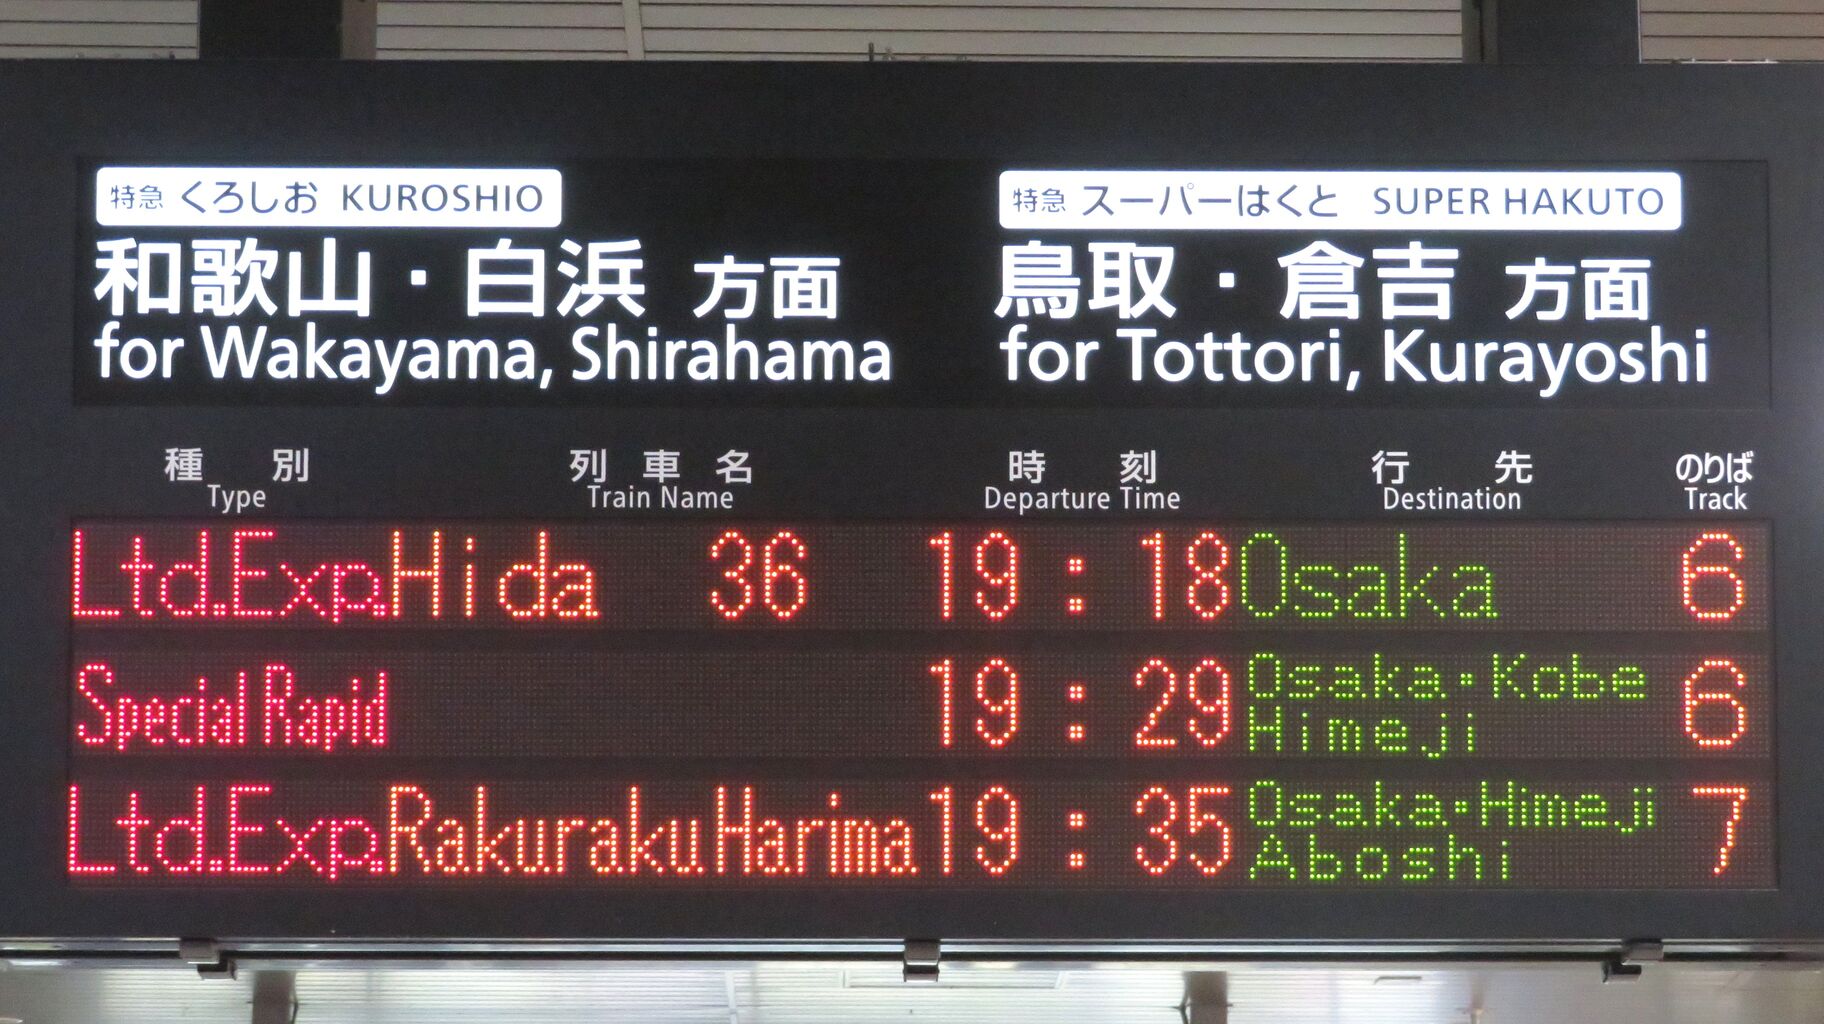 特急 くろしお KUROSHIO
和歌山・白浜 方面
for Wakayama, Shirahama
特急 スーパーはくと SUPER HAKUTO
鳥取・倉吉 方面
for Tottori, Kurayoshi
種別 列車名 時刻 行先 のりば
Type Train Name Departure Time Destination Track
Ltd.Exp. Hida 36 19:18 Osaka 6
Special Rapid 19:29 Osaka・Kobe 6
Himeji
Ltd.Exp. Rakuraku Harima 19:35 Osaka・Himeji 7
Aboshi